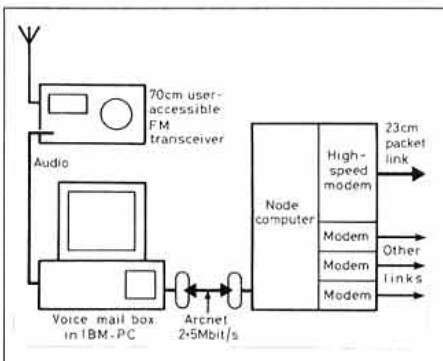 70cm user-
accessible
FM
transceiver
Audio
23cm
packet
link
High-
speed
modem
Node
computer
Modem
Other
Modem
links
Modem
Voice mail box
in IBM-PC
Arcnet
2·5Mbit/s